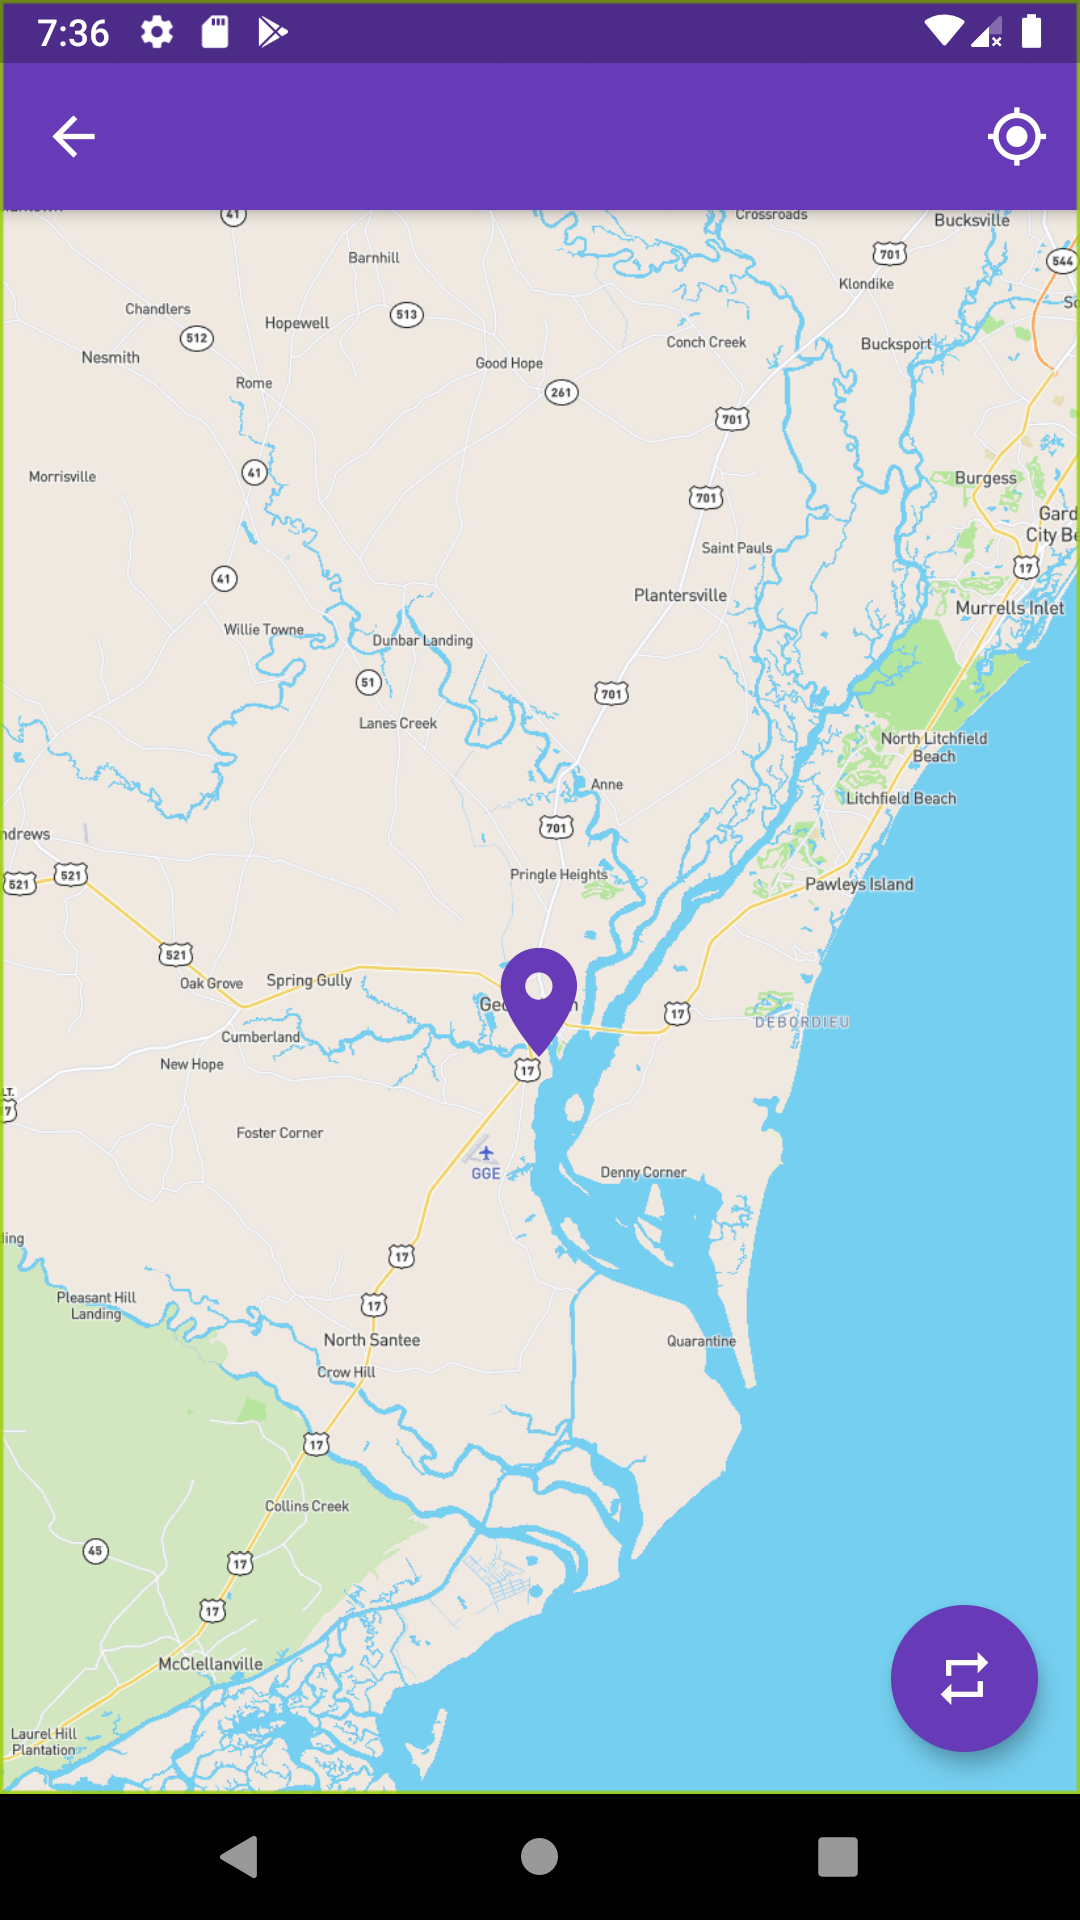 7:36
41
Crossroads
Bucksville
701
544
Barnhill
Klondike
Chandlers
513
Hopewell
512
Conch Creek
Bucksport
Nesmith
Good Hope
Rome
261
701
Morrisville
41
Burgess
701
Gard
City Be
Saint Pauls
17
41
Plantersville
Murrells Inlet
Willie Towne
Dunbar Landing
51
701
Lanes Creek
North Litchfield
Beach
Anne
Litchfield Beach
701
ndrews
521
521
Pringle Heights
Pawleys Island
521
Oak Grove
Spring Gully
17
DEBORDIEU
Cumberland
New Hope
17
LT.
7
Foster Corner
GGE
Denny Corner
17
Pleasant Hill
Landing
17
North Santee
Quarantine
Crow Hill
17
Collins Creek
45
17
17
McClellanville
Laurel Hill
Plantation